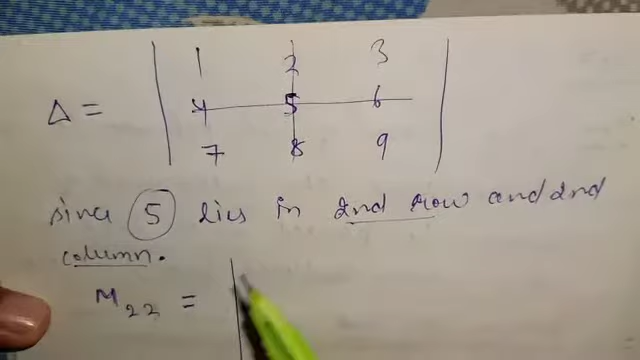 1 2 3
Δ = 4 5 6
7 8 9
since 5 lies in 2nd row and 2nd
column.
M22 =